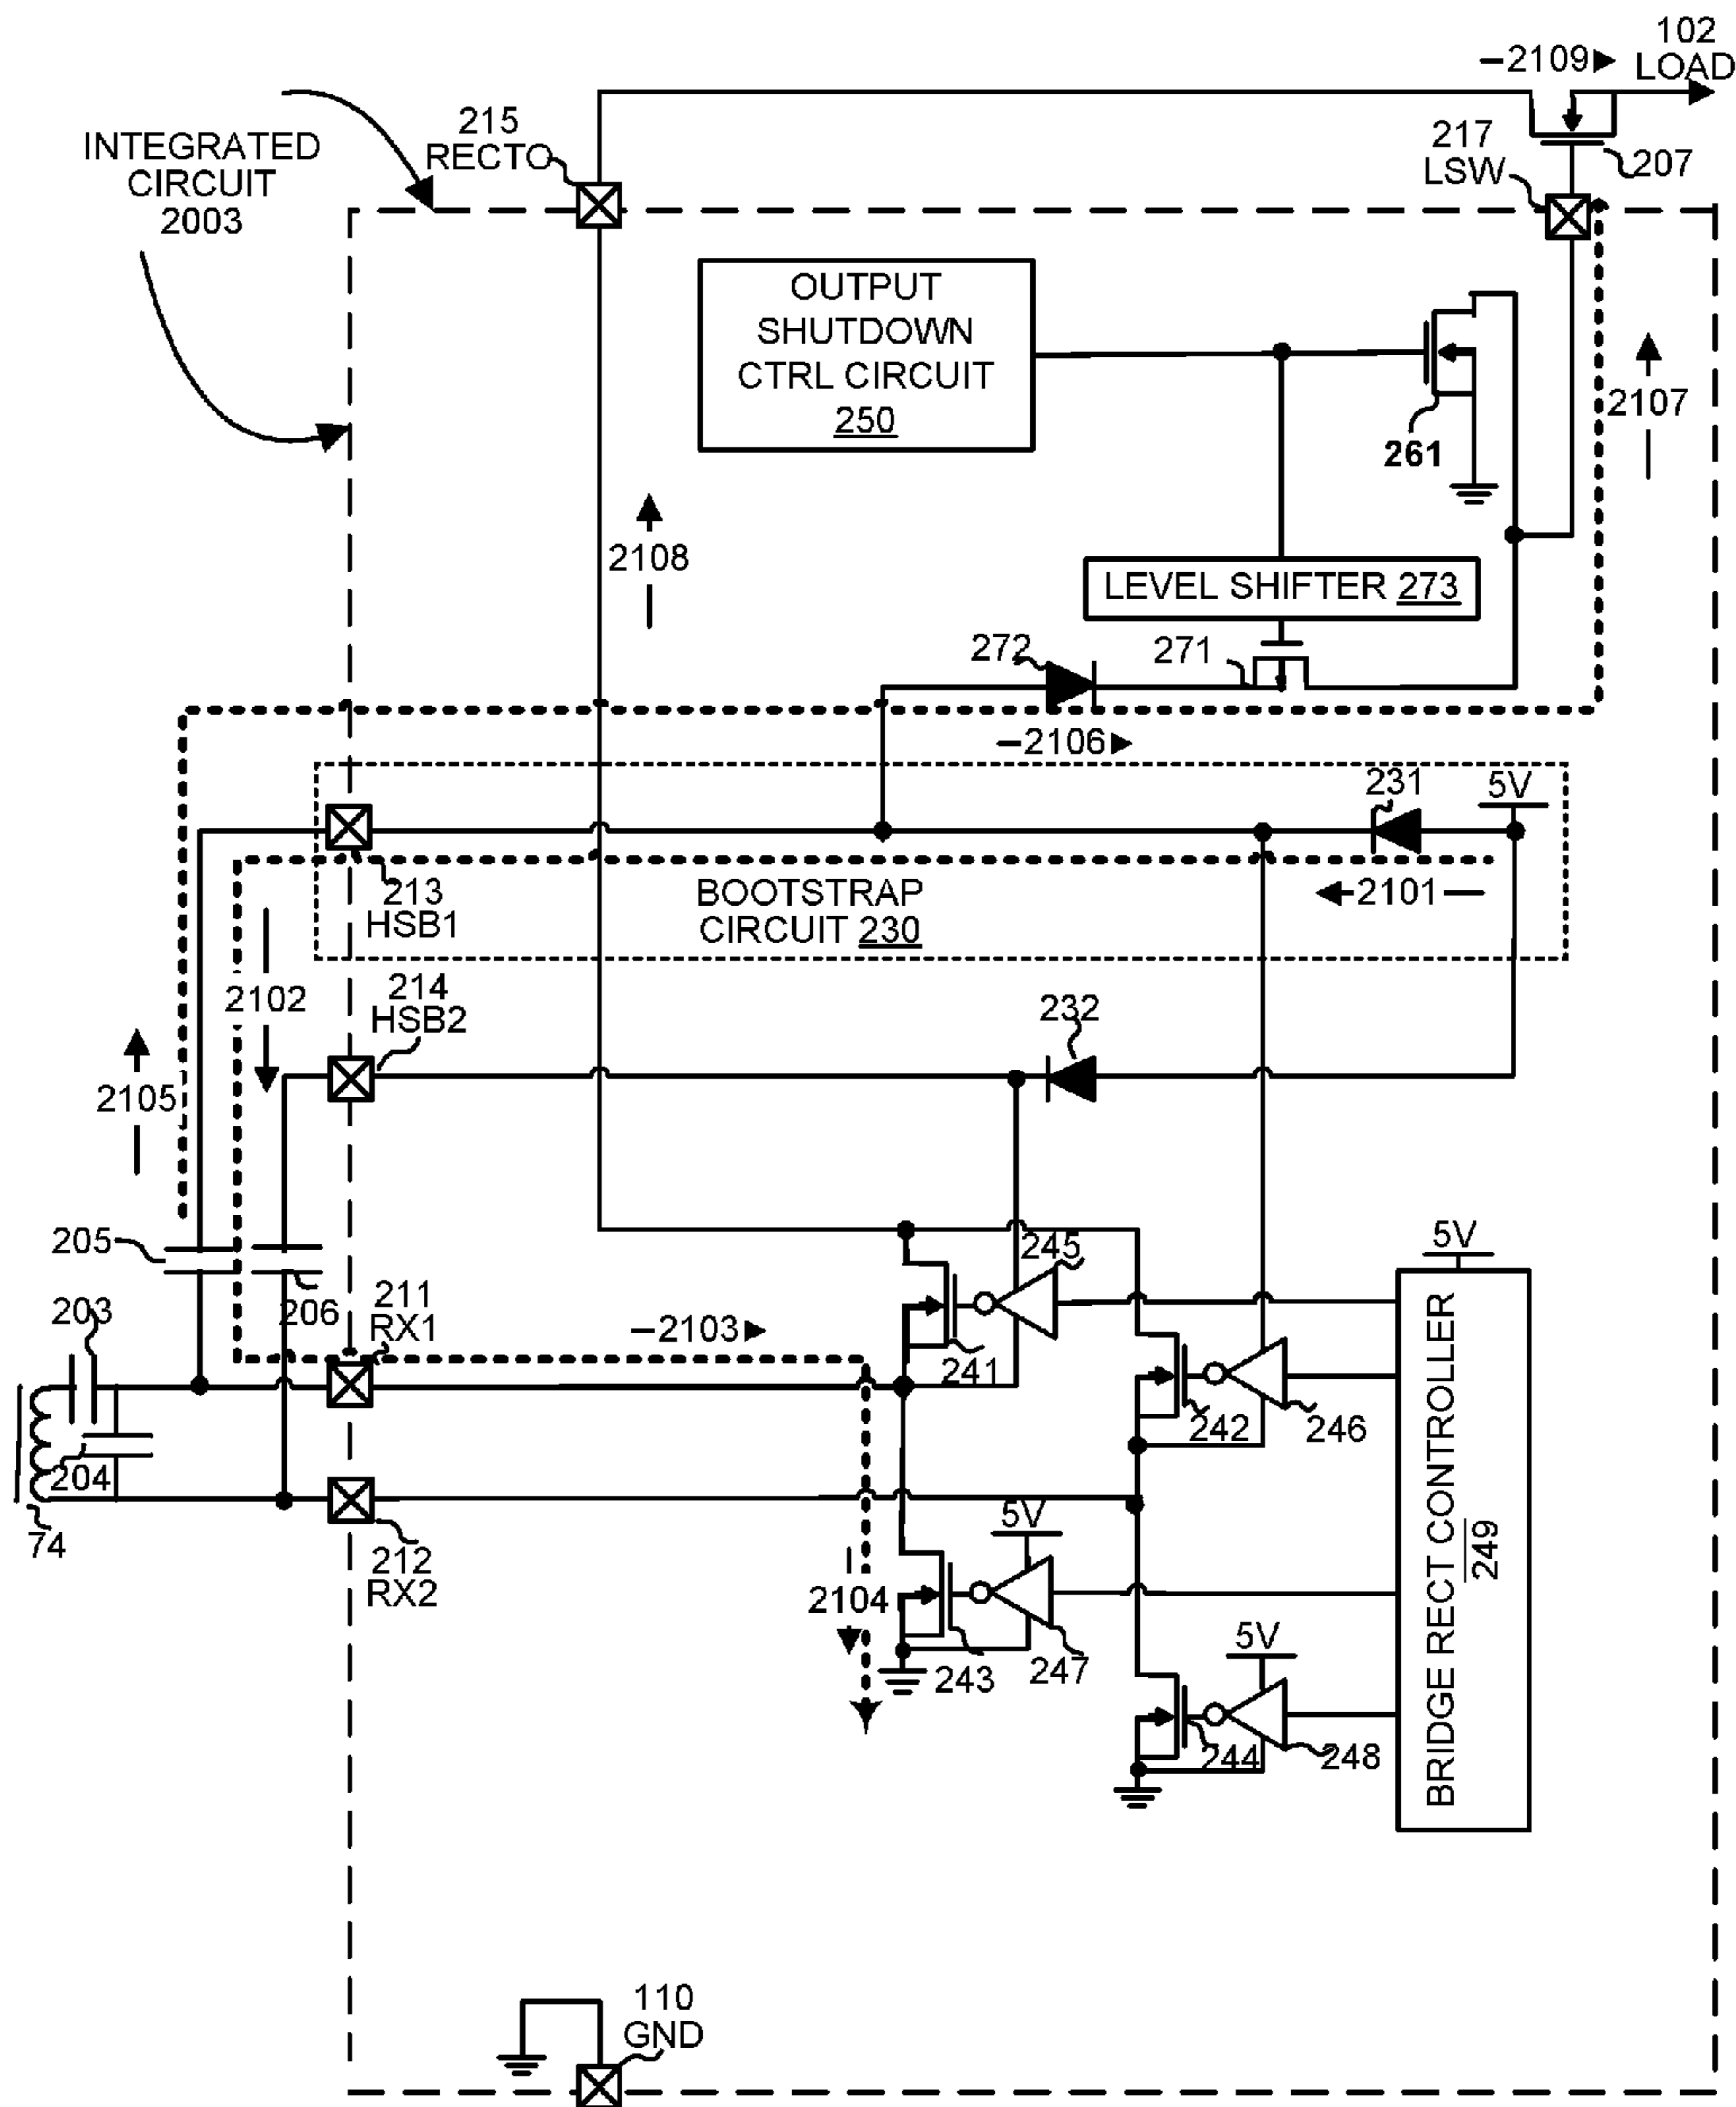 102
LOAD
2109
215
RECTO
217
LSW
207
INTEGRATED
CIRCUIT
2003
OUTPUT
SHUTDOWN
CTRL CIRCUIT
250
261
2107
2108
LEVEL SHIFTER 273
272
271
2106
231
5V
213
HSB1
BOOTSTRAP
CIRCUIT 230
2101
2102
214
HSB2
232
2105
205
206
203
204
74
211
RX1
2103
245
241
242
246
5V
BRIDGE RECT CONTROLLER
249
212
RX2
5V
2104
243
247
5V
244
248
110
GND